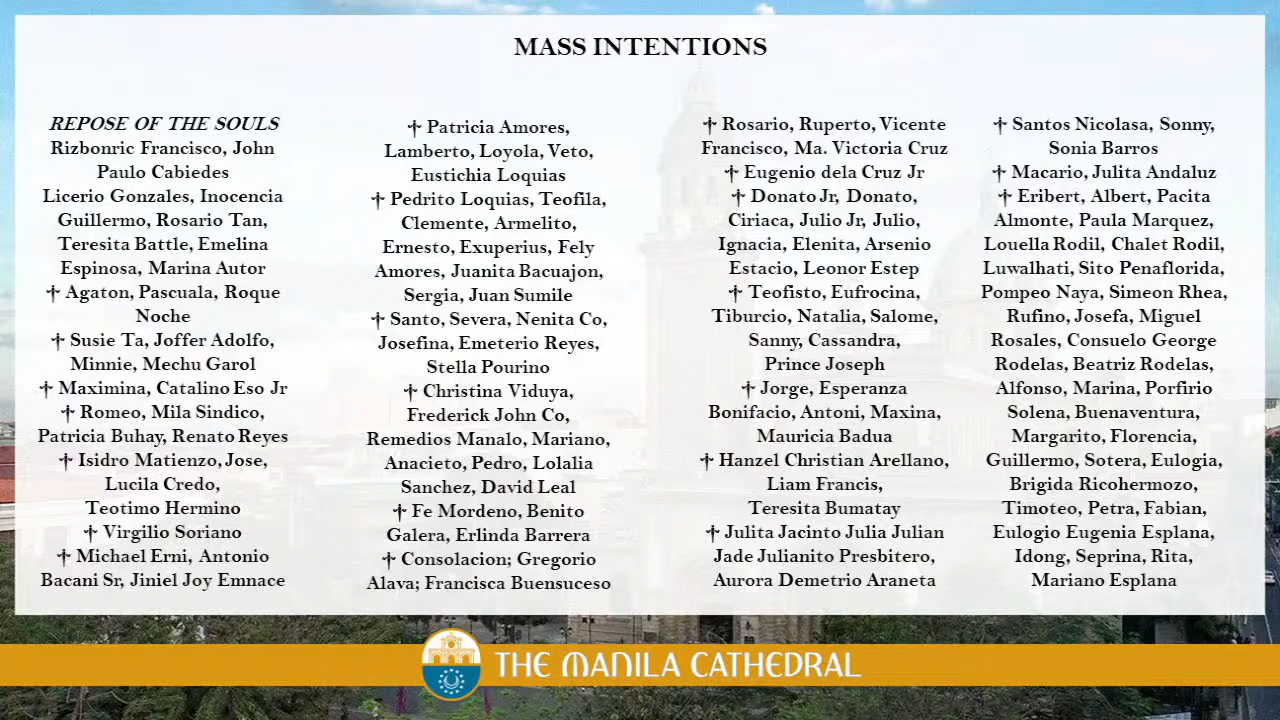 MASS INTENTIONS
REPOSE OF THE SOULS
Rizbonric Francisco, John
Paulo Cabiedes
Licerio Gonzales, Inocencia
Guillermo, Rosario Tan,
Teresita Battle, Emelina
Espinosa, Marina Autor
✝ Agaton, Pascuala, Roque
Noche
✝ Susie Ta, Joffer Adolfo,
Minnie, Mechu Garol
✝ Maximina, Catalino Eso Jr
✝ Romeo, Mila Sindico,
Patricia Buhay, Renato Reyes
✝ Isidro Matienzo, Jose,
Lucila Credo,
Teotimo Hermino
✝ Virgilio Soriano
✝ Michael Erni, Antonio
Bacani Sr, Jiniel Joy Emnace
✝ Patricia Amores,
Lamberto, Loyola, Veto,
Eustichia Loquias
✝ Pedrito Loquias, Teofila,
Clemente, Armelito,
Ernesto, Exuperius, Fely
Amores, Juanita Bacuajon,
Sergia, Juan Sumile
✝ Santo, Severa, Nenita Co,
Josefina, Emeterio Reyes,
Stella Pourino
✝ Christina Viduya,
Frederick John Co,
Remedios Manalo, Mariano,
Anacieto, Pedro, Lolalia
Sanchez, David Leal
✝ Fe Mordeno, Benito
Galera, Erlinda Barrera
✝ Consolacion; Gregorio
Alava; Francisca Buensuceso
✝ Rosario, Ruperto, Vicente
Francisco, Ma. Victoria Cruz
✝ Eugenio dela Cruz Jr
✝ Donato Jr, Donato,
Ciriaca, Julio Jr, Julio,
Ignacia, Elenita, Arsenio
Estacio, Leonor Estep
✝ Teofisto, Eufrocina,
Tiburcio, Natalia, Salome,
Sanny, Cassandra,
Prince Joseph
✝ Jorge, Esperanza
Bonifacio, Antoni, Maxina,
Mauricia Badua
✝ Hanzel Christian Arellano,
Liam Francis,
Teresita Bumatay
✝ Julita Jacinto Julia Julian
Jade Julianito Presbitero,
Aurora Demetrio Araneta
✝ Santos Nicolasa, Sonny,
Sonia Barros
✝ Macario, Julita Andaluz
✝ Eribert, Albert, Pacita
Almonte, Paula Marquez,
Louella Rodil, Chalet Rodil,
Luwalhati, Sito Penaflorida,
Pompeo Naya, Simeon Rhea,
Rufino, Josefa, Miguel
Rosales, Consuelo George
Rodelas, Beatriz Rodelas,
Alfonso, Marina, Porfirio
Solena, Buenaventura,
Margarito, Florencia,
Guillermo, Sotera, Eulogia,
Brigida Ricohermozo,
Timoteo, Petra, Fabian,
Eulogio Eugenia Esplana,
Idong, Seprina, Rita,
Mariano Esplana
THE MANILA CATHEDRAL